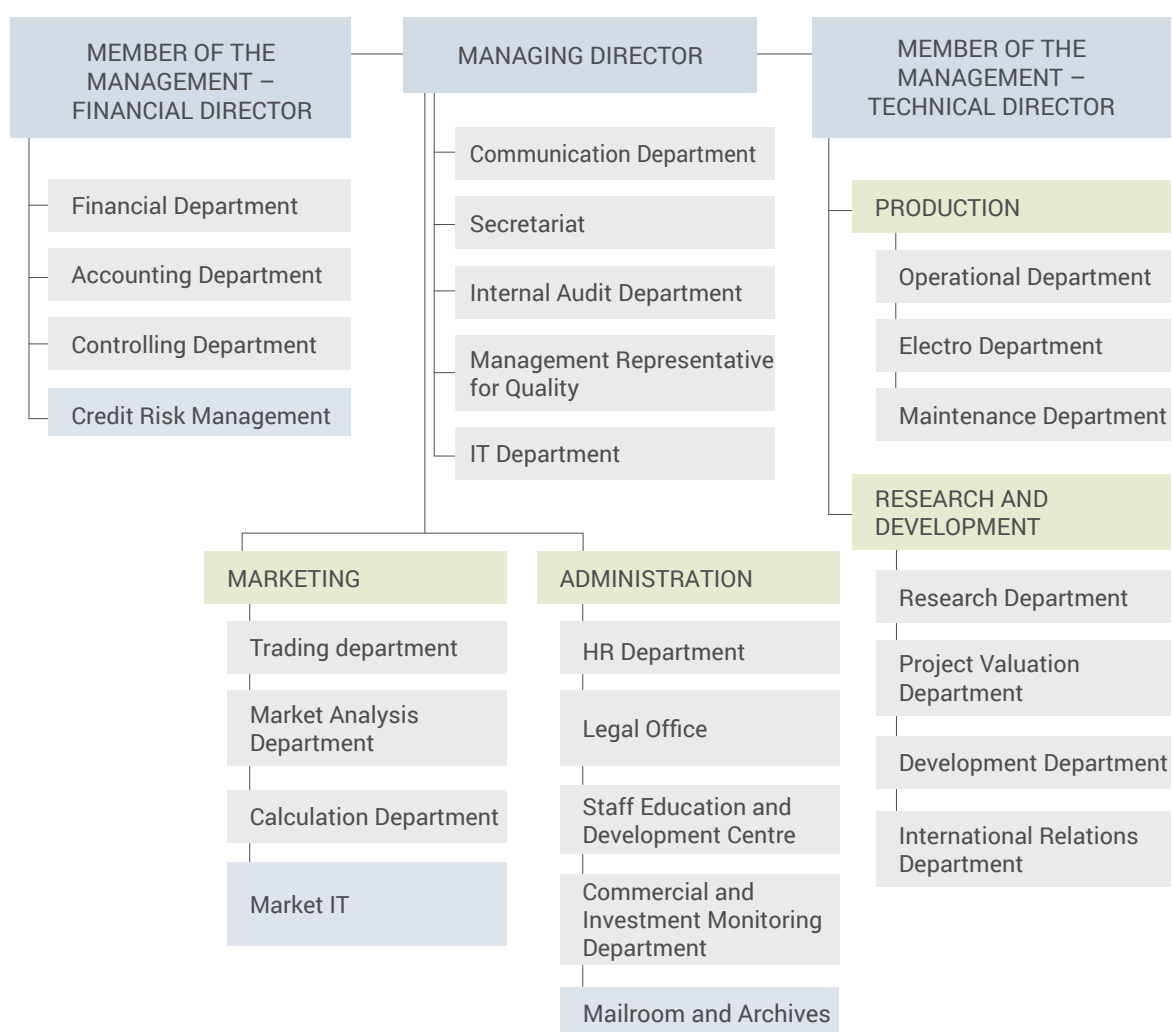 MEMBER OF THE
MANAGEMENT –
FINANCIAL DIRECTOR
Financial Department
Accounting Department
Controlling Department
Credit Risk Management
MANAGING DIRECTOR
Communication Department
Secretariat
Internal Audit Department
Management Representative
for Quality
IT Department
MARKETING
Trading department
Market Analysis
Department
Calculation Department
Market IT
ADMINISTRATION
HR Department
Legal Office
Staff Education and
Development Centre
Commercial and
Investment Monitoring
Department
Mailroom and Archives
MEMBER OF THE
MANAGEMENT –
TECHNICAL DIRECTOR
PRODUCTION
Operational Department
Electro Department
Maintenance Department
RESEARCH AND
DEVELOPMENT
Research Department
Project Valuation
Department
Development Department
International Relations
Department